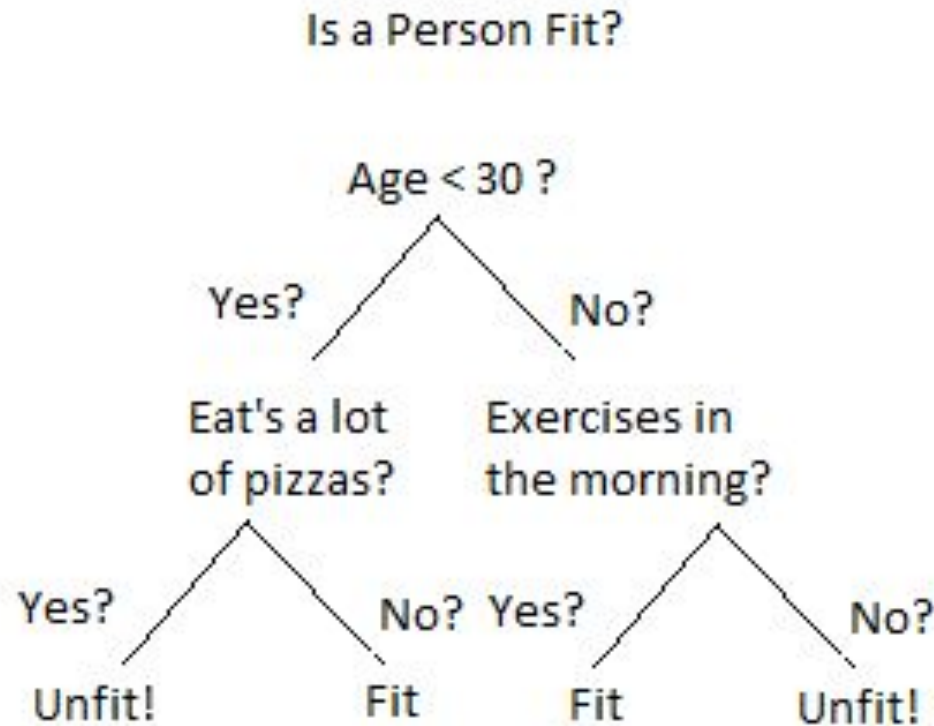 Is a Person Fit?
Age < 30 ?
Yes?
No?
Eat's a lot
of pizzas?
Exercises in
the morning?
Yes?
No?
Yes?
No?
Unfit!
Fit
Fit
Unfit!